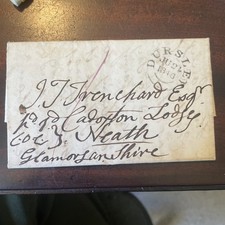 DURSLEY
J. T. Trenchard Esqr
Cadoxton Lodge
Neath
Glamorganshire